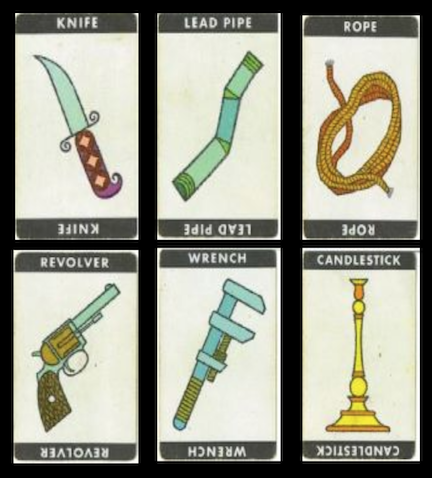 KNIFE
LEAD PIPE
ROPE
KNIFE
LEAD PIPE
ROPE
REVOLVER
WRENCH
CANDLESTICK
REVOLVER
WRENCH
CANDLESTICK